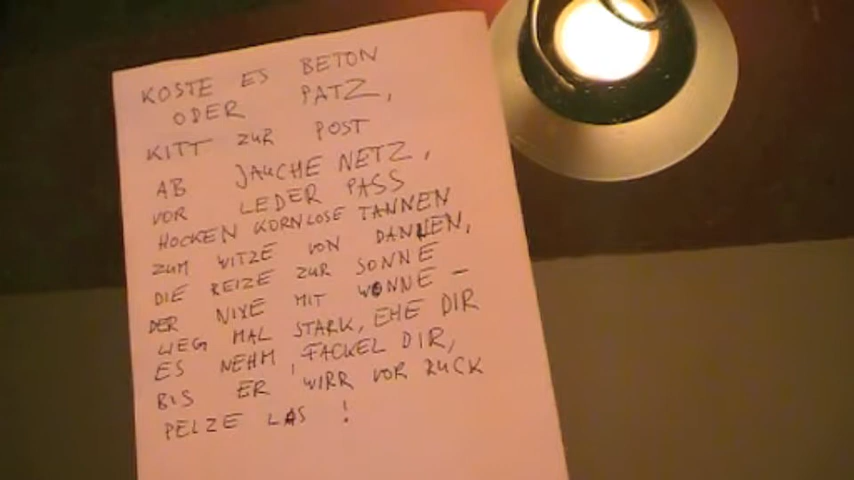 KOSTE ES BETON
ODER PATZ,
KITT ZUR POST
AB JAUCHE NETZ,
VOR LEDER PASS
HOCKEN KORNLOSE TANNEN
ZUM WITZE VON DANNEN,
DIE REIZE ZUR SONNE
DER NIXE MIT WONNE –
WEG MAL STARK, EHE DIR
ES NEHM, FACKEL DIR,
BIS ER WIRR VOR ZUCK
PELZE LAS !